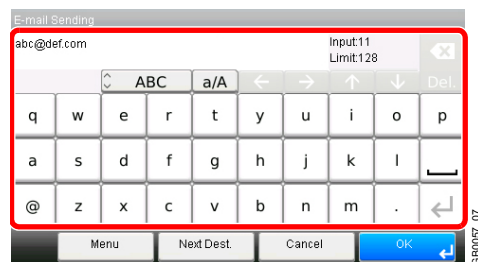 E-mail Sending
abc@def.com
Input:11
Limit:128
ABC a/A ← → ↑ ↓ Del.
q w e r t y u i o p
a s d f g h j k l
@ z x c v b n m .
Menu Next Dest. Cancel OK
GB0057_07